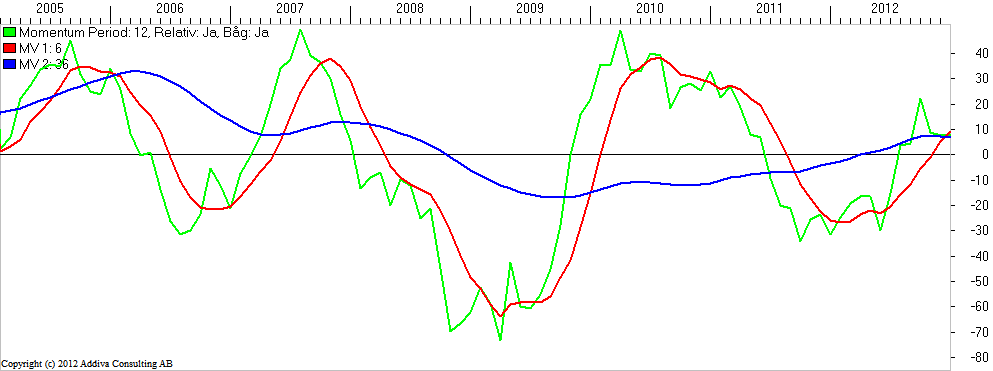 2005 2006 2007 2008 2009 2010 2011 2012
Momentum Period: 12, Relativ: Ja, Båg: Ja
MV 1: 6
MV 2: 36
40
30
20
10
0
-10
-20
-30
-40
-50
-60
-70
-80
Copyright (c) 2012 Addiva Consulting AB